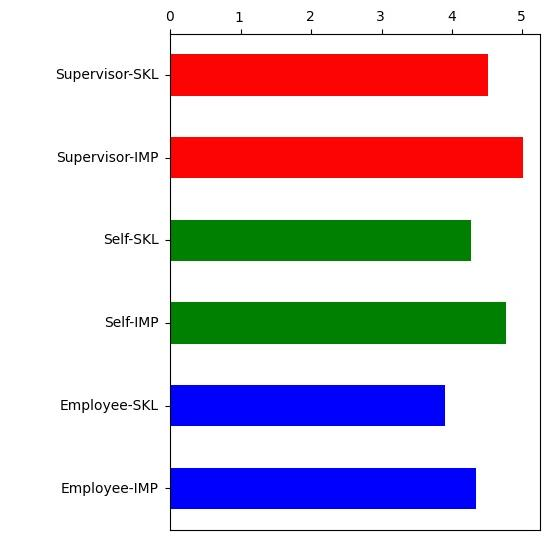 0 1 2 3 4 5
Supervisor-SKL
Supervisor-IMP
Self-SKL
Self-IMP
Employee-SKL
Employee-IMP